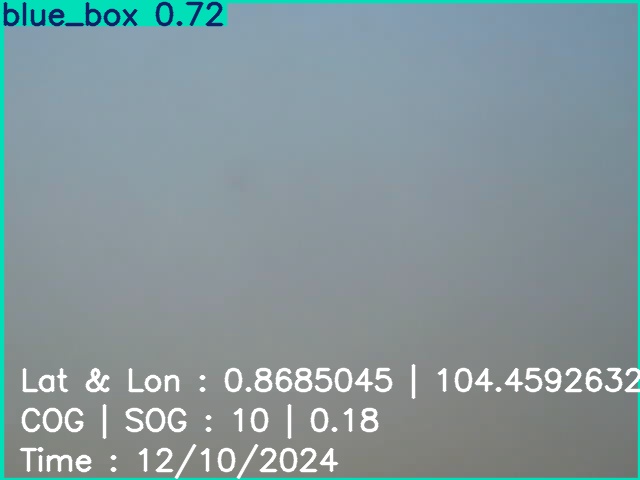 blue_box 0.72
Lat & Lon : 0.8685045 | 104.4592632
COG | SOG : 10 | 0.18
Time : 12/10/2024